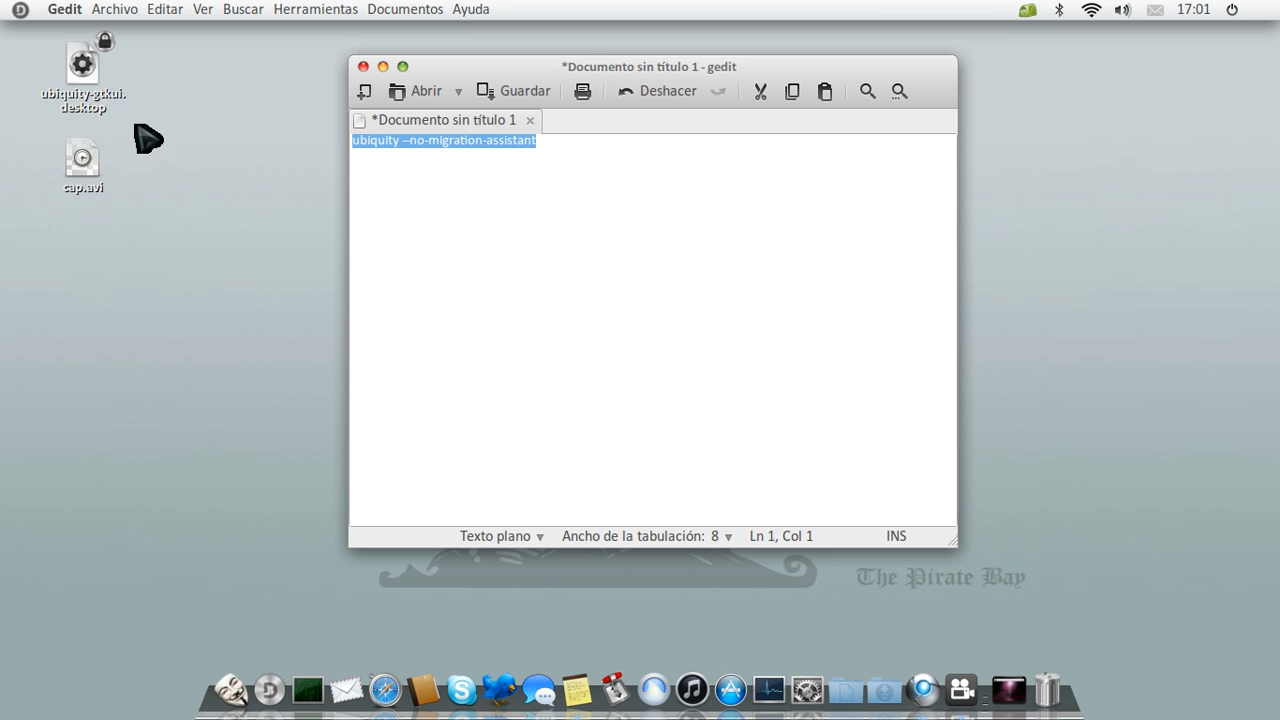 Gedit Archivo Editar Ver Buscar Herramientas Documentos Ayuda 17:01
ubiquity-gtkui.
desktop
cap.avi
*Documento sin título 1 - gedit
Abrir Guardar Deshacer
*Documento sin título 1
ubiquity --no-migration-assistant
Texto plano Ancho de la tabulación: 8 Ln 1, Col 1 INS
The Pirate Bay